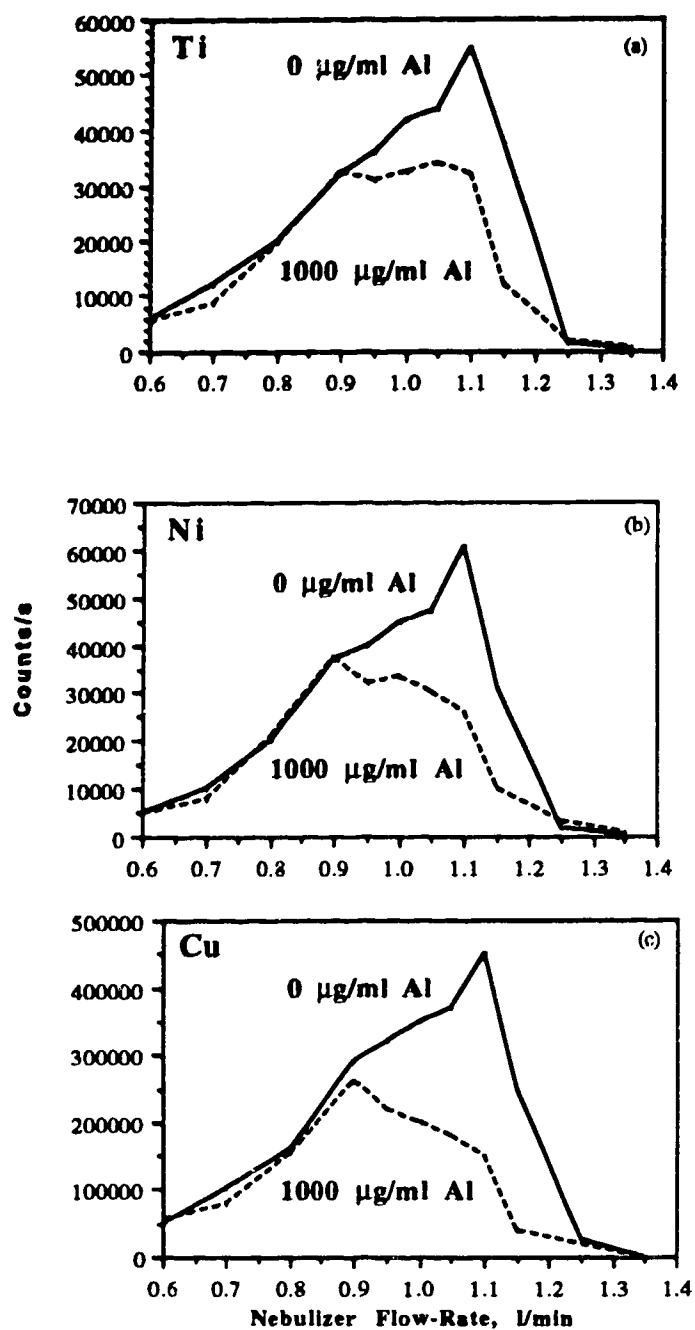 60000
Ti
(a)
0 µg/ml Al
50000
40000
30000
20000
1000 µg/ml Al
10000
0
0.6 0.7 0.8 0.9 1.0 1.1 1.2 1.3 1.4
70000
Ni
(b)
60000
0 µg/ml Al
50000
40000
30000
20000
1000 µg/ml Al
10000
0
0.6 0.7 0.8 0.9 1.0 1.1 1.2 1.3 1.4
Counts/s
500000
Cu
(c)
0 µg/ml Al
400000
300000
200000
1000 µg/ml Al
100000
0
0.6 0.7 0.8 0.9 1.0 1.1 1.2 1.3 1.4
Nebulizer Flow-Rate, l/min